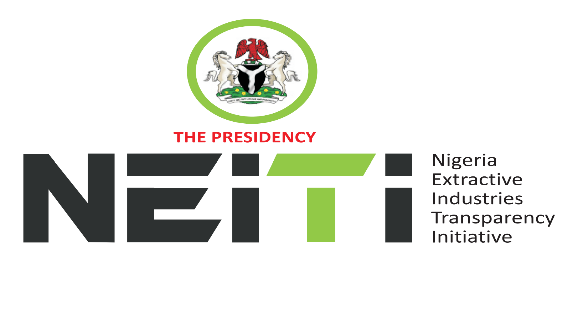 THE PRESIDENCY
NEITI
Nigeria
Extractive
Industries
Transparency
Initiative